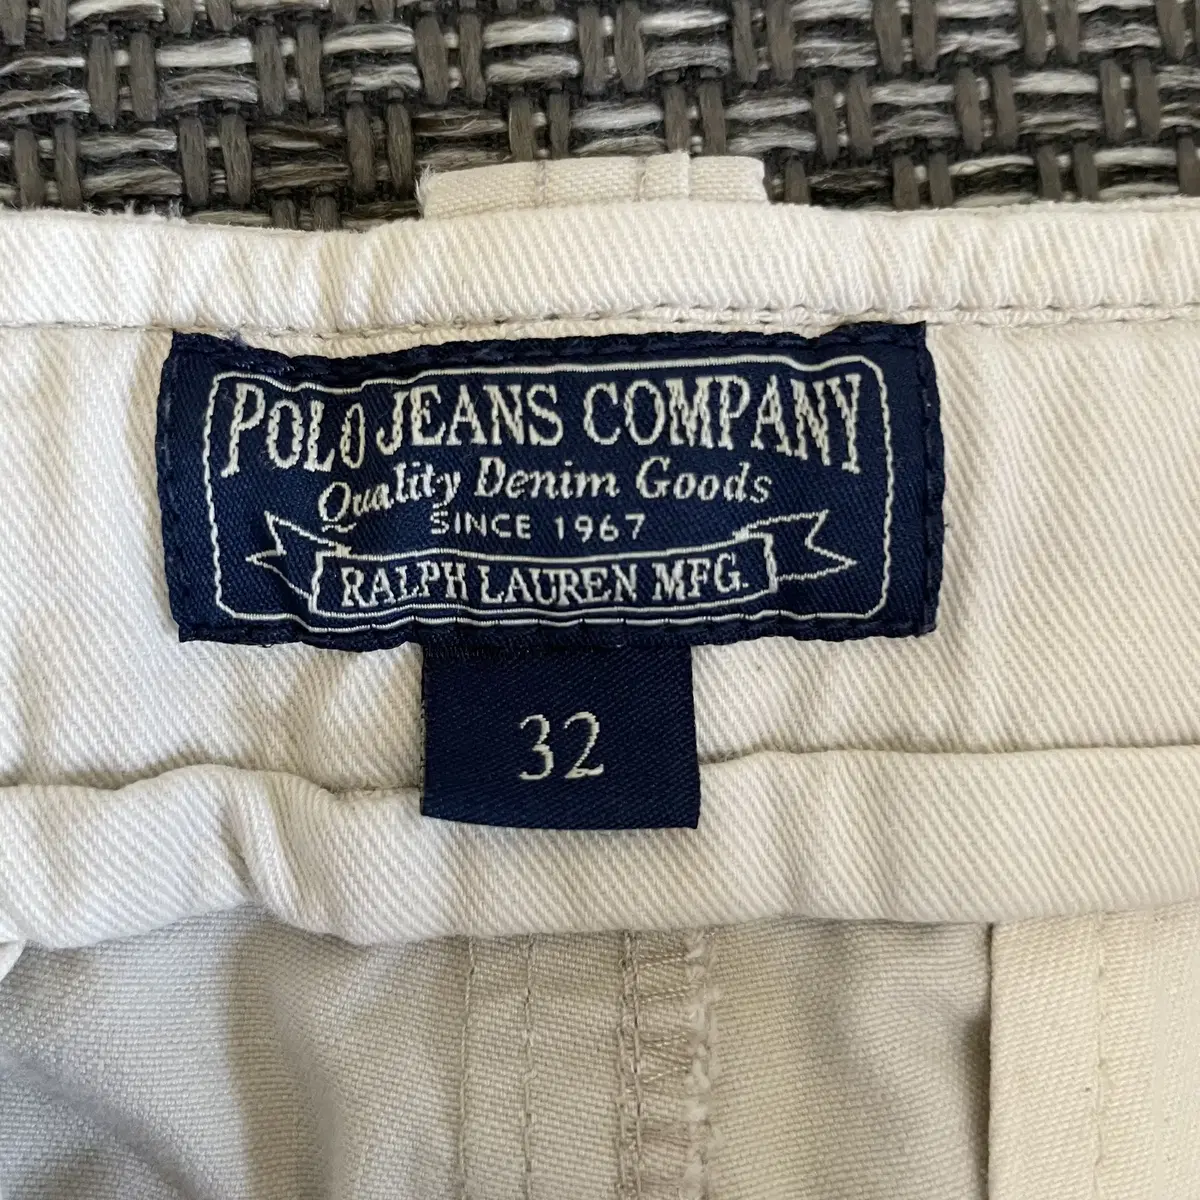 POLO JEANS COMPANY
Quality Denim Goods
SINCE 1967
RALPH LAUREN MFG.
32